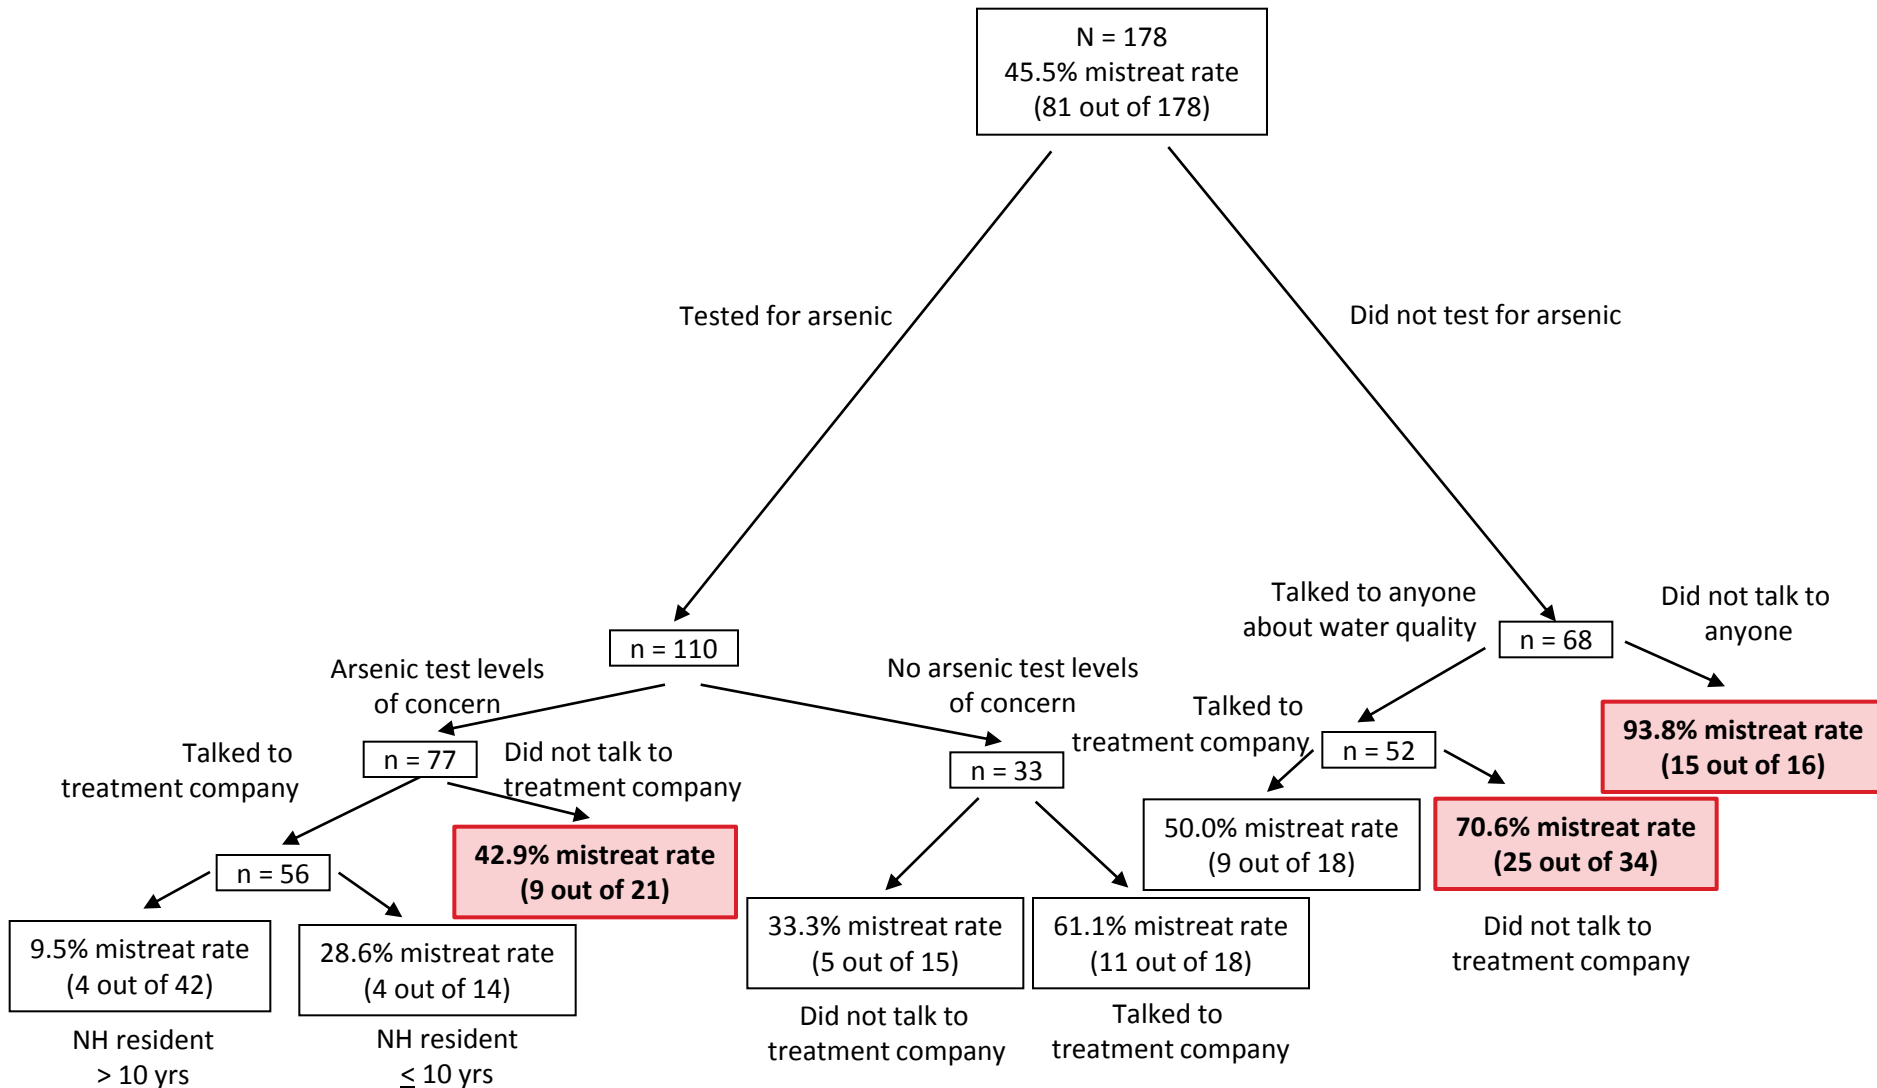 N = 178
45.5% mistreat rate
(81 out of 178)
Tested for arsenic
Did not test for arsenic
n = 110
Arsenic test levels
of concern
No arsenic test levels
of concern
Talked to anyone
about water quality
n = 68
Did not talk to
anyone
Talked to
treatment company
n = 77
Did not talk to
treatment company
n = 33
Talked to
treatment company
n = 52
93.8% mistreat rate
(15 out of 16)
n = 56
42.9% mistreat rate
(9 out of 21)
50.0% mistreat rate
(9 out of 18)
70.6% mistreat rate
(25 out of 34)
9.5% mistreat rate
(4 out of 42)
28.6% mistreat rate
(4 out of 14)
33.3% mistreat rate
(5 out of 15)
61.1% mistreat rate
(11 out of 18)
Did not talk to
treatment company
NH resident
> 10 yrs
NH resident
≤ 10 yrs
Did not talk to
treatment company
Talked to
treatment company